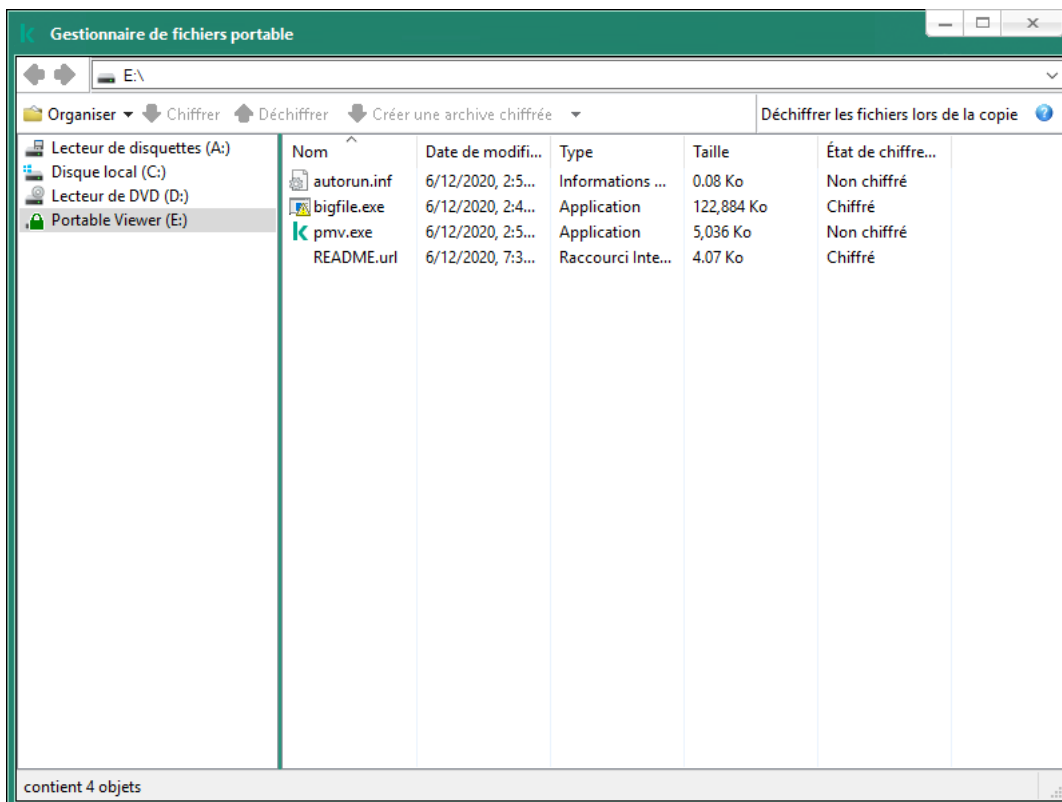 Gestionnaire de fichiers portable
E:\
Organiser Chiffrer Déchiffrer Créer une archive chiffrée Déchiffrer les fichiers lors de la copie
Lecteur de disquettes (A:)
Disque local (C:)
Lecteur de DVD (D:)
Portable Viewer (E:)
Nom Date de modifi... Type Taille État de chiffre...
autorun.inf 6/12/2020, 2:5... Informations ... 0.08 Ko Non chiffré
bigfile.exe 6/12/2020, 2:4... Application 122,884 Ko Chiffré
pmv.exe 6/12/2020, 2:5... Application 5,036 Ko Non chiffré
README.url 6/12/2020, 7:3... Raccourci Inte... 4.07 Ko Chiffré
contient 4 objets